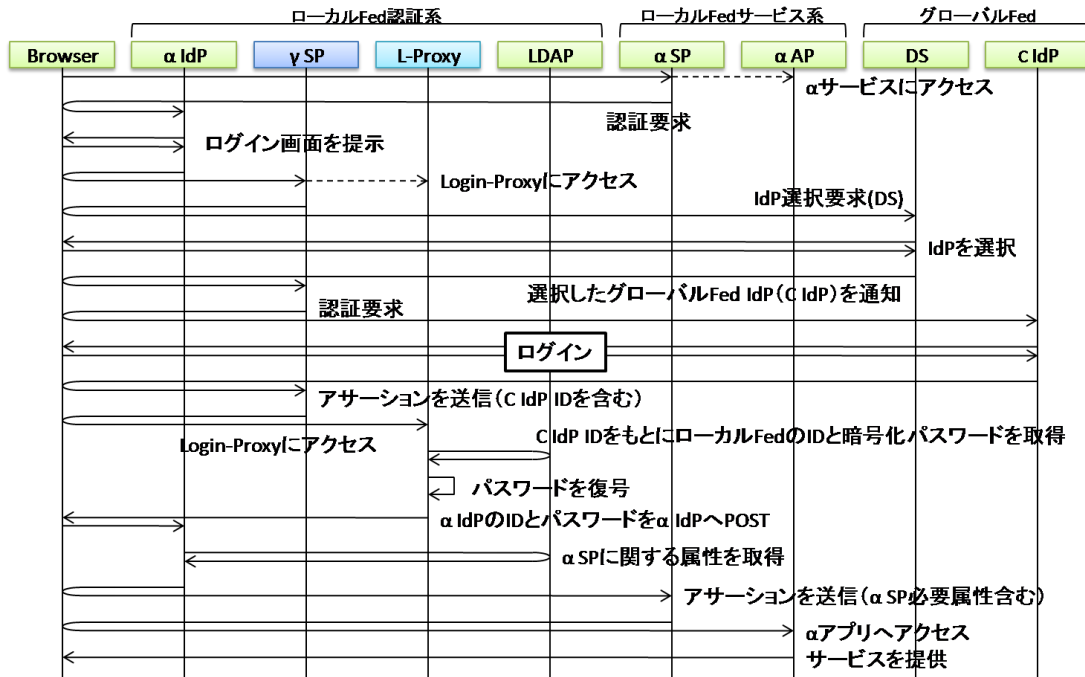 ローカルFed認証系
ローカルFedサービス系
グローバルFed
Browser
α IdP
γ SP
L-Proxy
LDAP
α SP
α AP
DS
C IdP
αサービスにアクセス
認証要求
ログイン画面を提示
Login-Proxyにアクセス
IdP選択要求(DS)
IdPを選択
選択したグローバルFed IdP（C IdP）を通知
認証要求
ログイン
アサーションを送信（C IdP IDを含む）
Login-Proxyにアクセス
C IdP IDをもとにローカルFedのIDと暗号化パスワードを取得
パスワードを復号
α IdPのIDとパスワードをα IdPへPOST
α SPに関する属性を取得
アサーションを送信（α SP必要属性含む）
αアプリへアクセス
サービスを提供